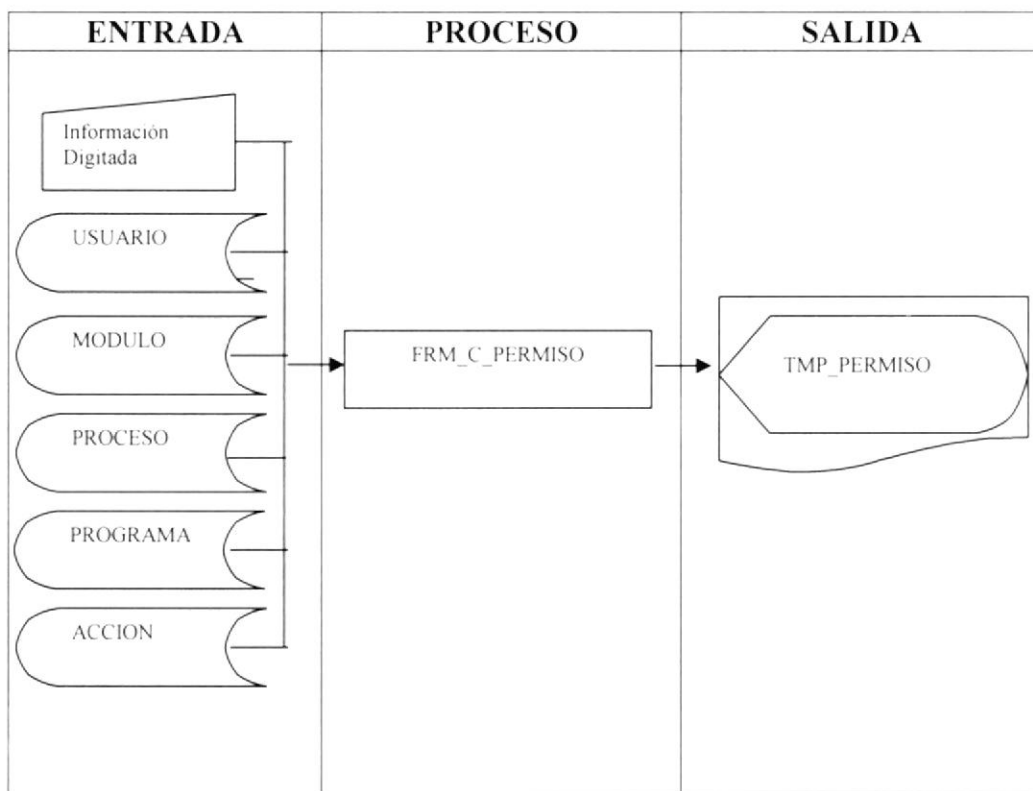 ENTRADA
PROCESO
SALIDA
Información
Digitada
USUARIO
MODULO
PROCESO
PROGRAMA
ACCION
FRM_C_PERMISO
TMP_PERMISO